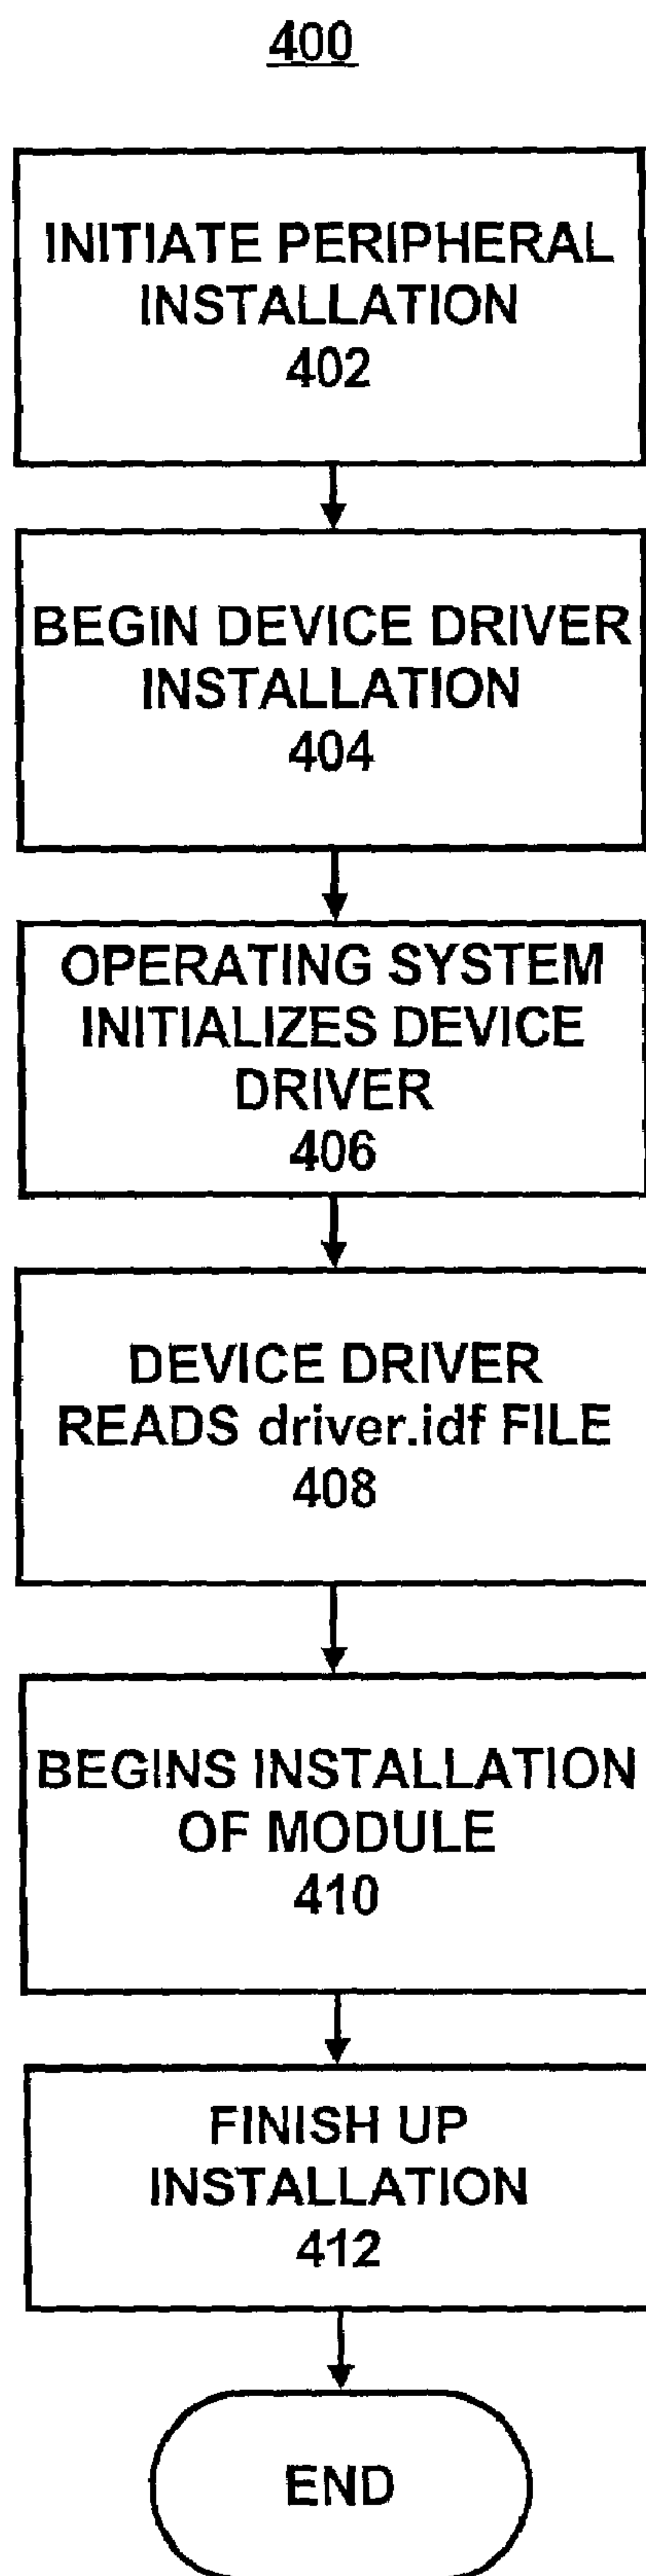 400
INITIATE PERIPHERAL
INSTALLATION
402
BEGIN DEVICE DRIVER
INSTALLATION
404
OPERATING SYSTEM
INITIALIZES DEVICE
DRIVER
406
DEVICE DRIVER
READS driver.idf FILE
408
BEGINS INSTALLATION
OF MODULE
410
FINISH UP
INSTALLATION
412
END